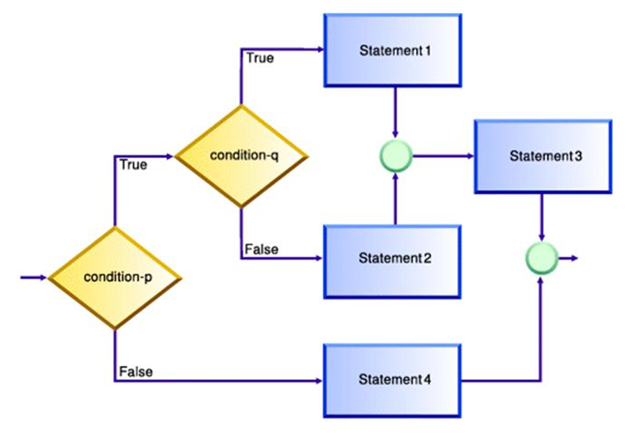 Statement 1
True
condition-q
Statement 3
True
False
Statement 2
condition-p
False
Statement 4